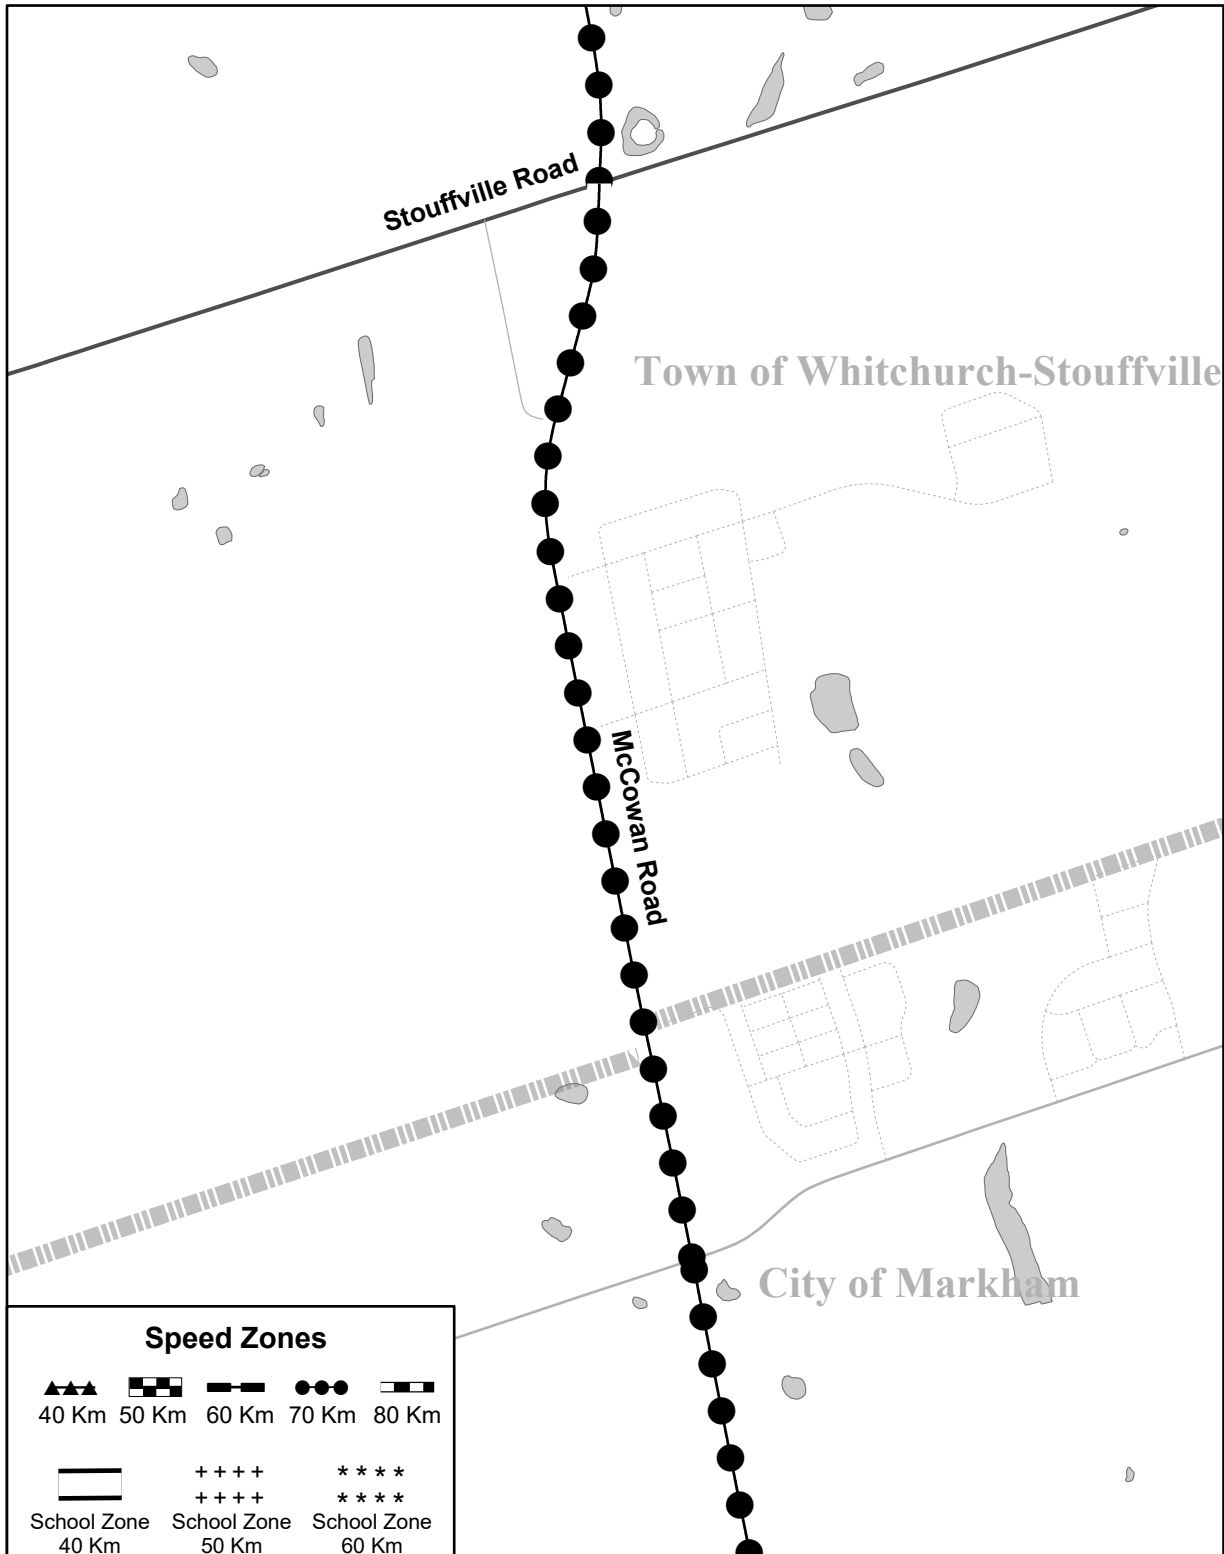 Stouffville Road
Town of Whitchurch-Stouffville
McCowan Road
City of Markham
Speed Zones
40 Km 50 Km 60 Km 70 Km 80 Km
School Zone School Zone School Zone
40 Km 50 Km 60 Km